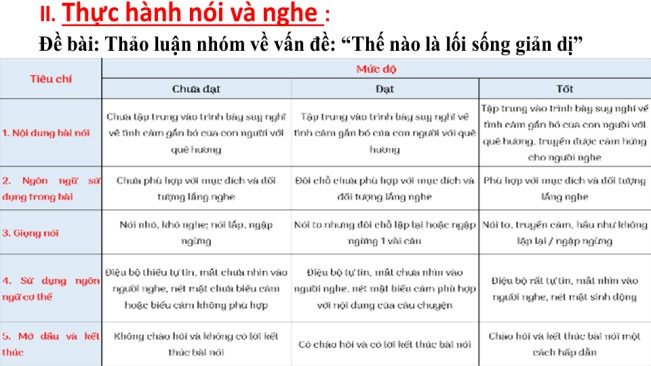 II. Thực hành nói và nghe :
Đề bài: Thảo luận nhóm về vấn đề: “Thế nào là lối sống giản dị”
Tiêu chí
Mức độ
Chưa đạt
Đạt
Tốt
1. Nội dung bài nói
Chưa tập trung vào trình bày suy nghĩ
về tình cảm gắn bó của con người với
quê hương
Tập trung vào trình bày suy nghĩ về
tình cảm gắn bó của con người với quê
hương
Tập trung vào trình bày suy nghĩ về
tình cảm gắn bó của con người với
quê hương, truyền được cảm hứng
cho người nghe
2. Ngôn ngữ sử
dụng trong bài
Chưa phù hợp với mục đích và đối
tượng lắng nghe
Đôi chỗ chưa phù hợp với mục đích và
đối tượng lắng nghe
Phù hợp với mục đích và đối tượng
lắng nghe
3. Giọng nói
Nói nhỏ, khó nghe; nói lắp, ngập
ngừng
Nói to nhưng đôi chỗ lặp lại hoặc ngập
ngừng 1 vài câu
Nói to, truyền cảm, hầu như không
lặp lại / ngập ngừng
4. Sử dụng ngôn
ngữ cơ thể
Điệu bộ thiếu tự tin, mắt chưa nhìn vào
người nghe, nét mặt chưa biểu cảm
hoặc biểu cảm không phù hợp
Điệu bộ tự tin, mắt chưa nhìn vào
người nghe, nét mặt biểu cảm phù hợp
với nội dung của câu chuyện
Điệu bộ rất tự tin, mắt nhìn vào
người nghe, nét mặt sinh động
5. Mở đầu và kết
thúc
Không chào hỏi và không có lời kết
thúc bài nói
Có chào hỏi và có lời kết thúc bài nói
Chào hỏi và kết thúc bài nói một
cách hấp dẫn